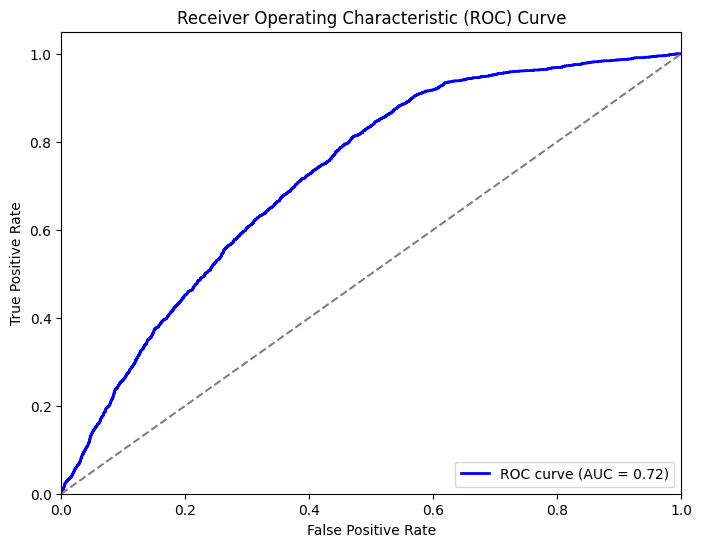 Receiver Operating Characteristic (ROC) Curve
True Positive Rate
1.0
0.8
0.6
0.4
0.2
0.0
ROC curve (AUC = 0.72)
0.0 0.2 0.4 0.6 0.8 1.0
False Positive Rate